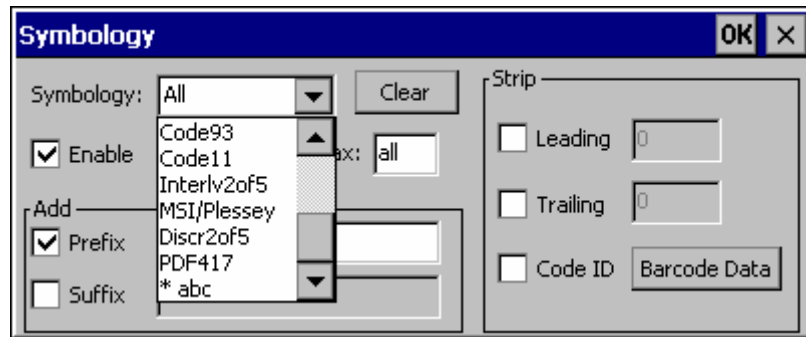 Symbology OK ×
Symbology: All Clear
Strip
Code93
Enable ax: all
Code11
Leading 0
Interlv2of5
MSI/Plessey
Trailing 0
Add
Prefix
Discr2of5
PDF417
Code ID Barcode Data
Suffix
* abc